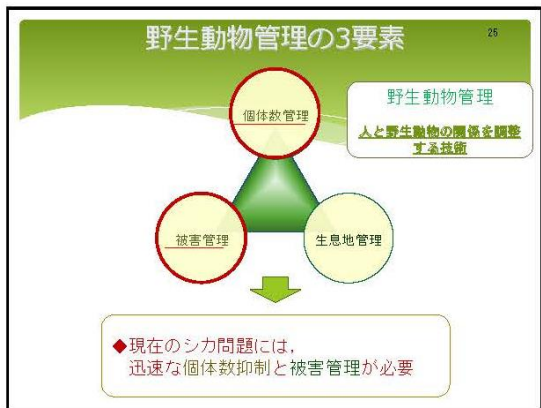 野生動物管理の3要素
25
個体数管理
野生動物管理
人と野生動物の関係を調整
する技術
被害管理
生息地管理
◆現在のシカ問題には,
迅速な個体数抑制と被害管理が必要